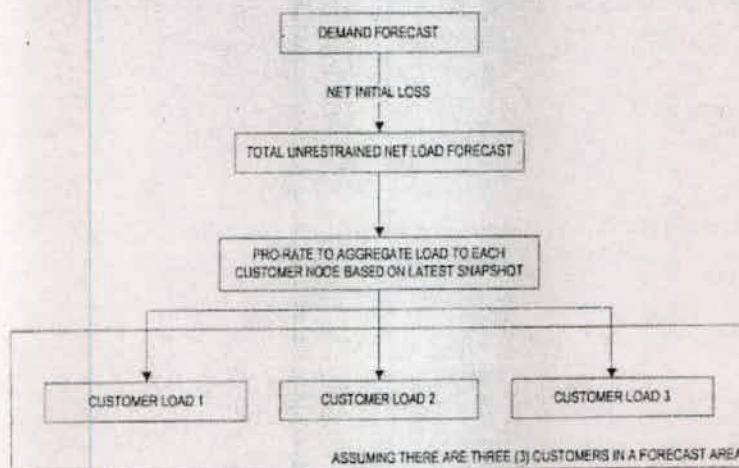 DEMAND FORECAST
NET INITIAL LOSS
TOTAL UNRESTRAINED NET LOAD FORECAST
PRO-RATE TO AGGREGATE LOAD TO EACH
CUSTOMER NODE BASED ON LATEST SNAPSHOT
CUSTOMER LOAD 1
CUSTOMER LOAD 2
CUSTOMER LOAD 3
ASSUMING THERE ARE THREE (3) CUSTOMERS IN A FORECAST AREA